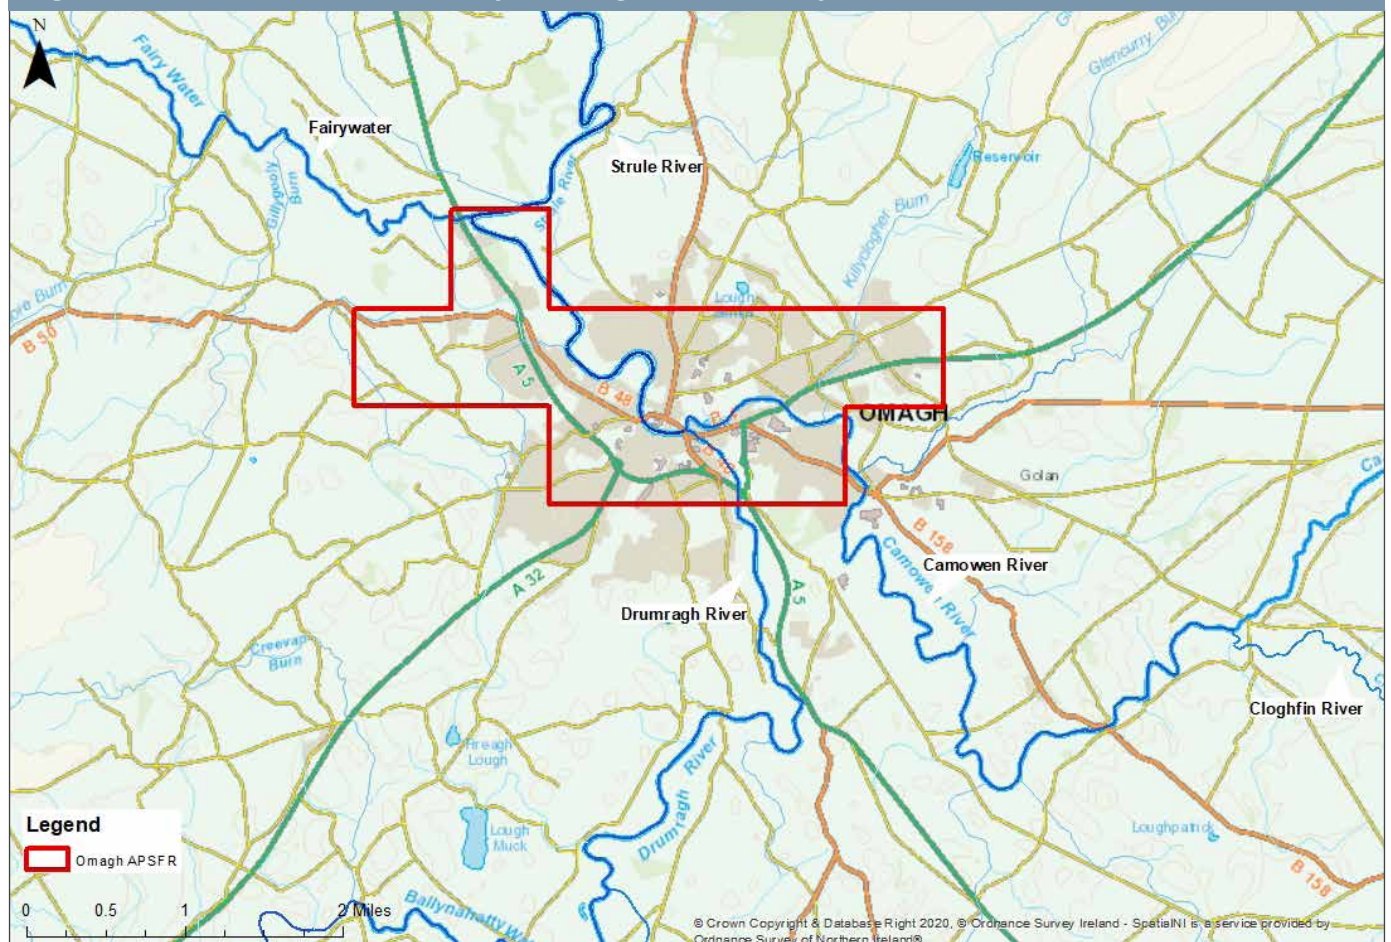 N
Fairy Water
Glencurry Burn
Fairywater
Strule River
Reservoir
Gillygooly
Burn
Strule River
Killyclogher Burn
Lough
ore Burn
B 50
A 5
B 48
OMAGH
Golan
B 158
Camowen River
Camowen River
A 32
A 5
Drumragh River
Creevan
Burn
Cloghfin River
Lough
Drumragh River
Legend
Omagh APSFR
Lough
Muck
Loughpatrick
B 158
0 0.5 1 2 Miles
© Crown Copyright & Database Right 2020, © Ordnance Survey Ireland - SpatialNI is a service provided by
Ordnance Survey of Northern Ireland®